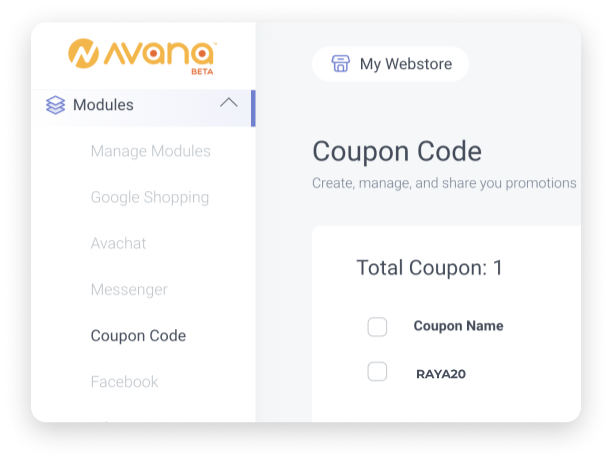 Avana
BETA
Modules
Manage Modules
Google Shopping
Avachat
Messenger
Coupon Code
Facebook
My Webstore
Coupon Code
Create, manage, and share you promotions
Total Coupon: 1
Coupon Name
RAYA20